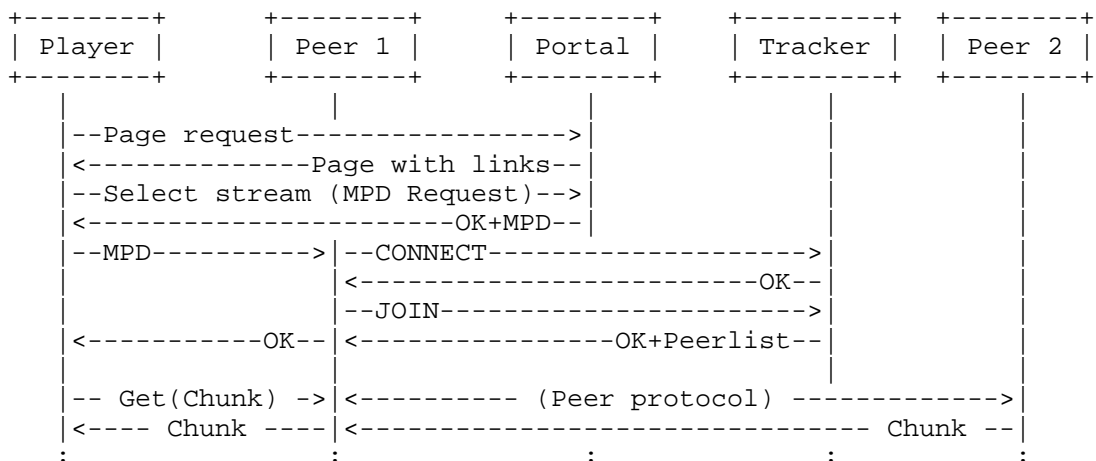 +--------+      +--------+     +--------+     +---------+  +--------+
| Player |      | Peer 1 |     | Portal |     | Tracker |  | Peer 2 |
+--------+      +--------+     +--------+     +---------+  +--------+
|                |               |              |            |
|--Page request----------------->|              |            |
|<--------------Page with links--|              |            |
|--Select stream (MPD Request)-->|              |            |
|<-----------------------OK+MPD--|              |            |
|--MPD---------->|--CONNECT--------------------->|            |
|                |<--------------------------OK--|            |
|                |--JOIN------------------------>|            |
|<-----------OK--|<----------------OK+Peerlist--|            |
|                |                              |            |
|-- Get(Chunk) ->|<---------- (Peer protocol) ------------->|
|<---- Chunk ----|<-------------------------------- Chunk --|
:                :               :              :            :